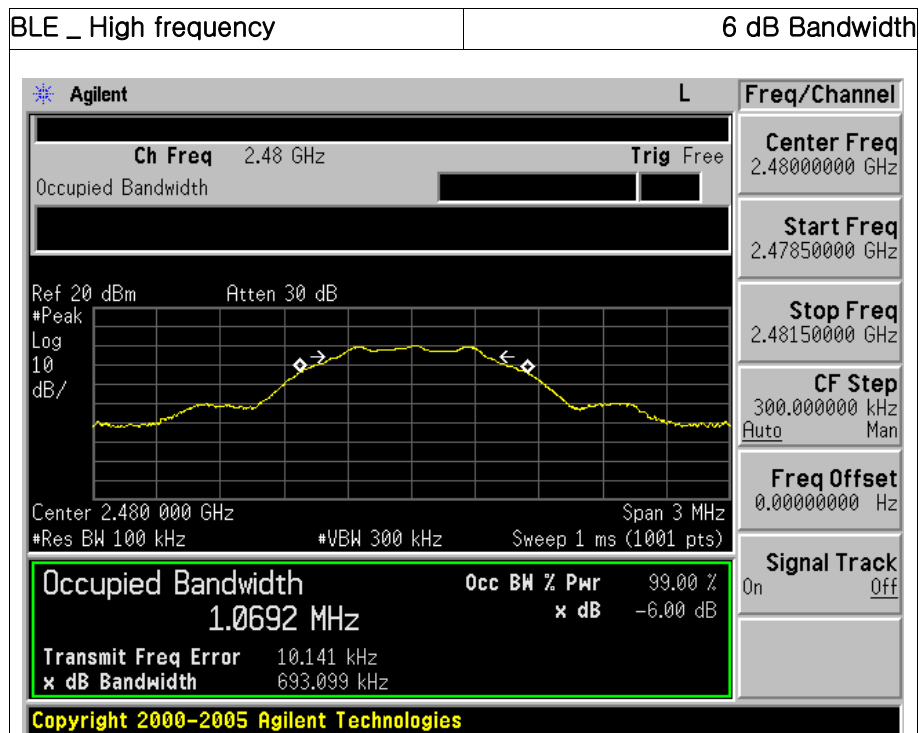 BLE _ High frequency 6 dB Bandwidth
Agilent L Freq/Channel
Ch Freq 2.48 GHz Trig Free
Occupied Bandwidth
Center Freq
2.48000000 GHz
Start Freq
2.47850000 GHz
Stop Freq
2.48150000 GHz
CF Step
300.000000 kHz
Auto Man
Freq Offset
0.00000000 Hz
Signal Track
On Off
Ref 20 dBm Atten 30 dB
#Peak
Log
10
dB/
Center 2.480 000 GHz Span 3 MHz
#Res BW 100 kHz #VBW 300 kHz Sweep 1 ms (1001 pts)
Occupied Bandwidth Occ BW % Pwr 99.00 %
1.0692 MHz x dB -6.00 dB
Transmit Freq Error 10.141 kHz
x dB Bandwidth 693.099 kHz
Copyright 2000-2005 Agilent Technologies